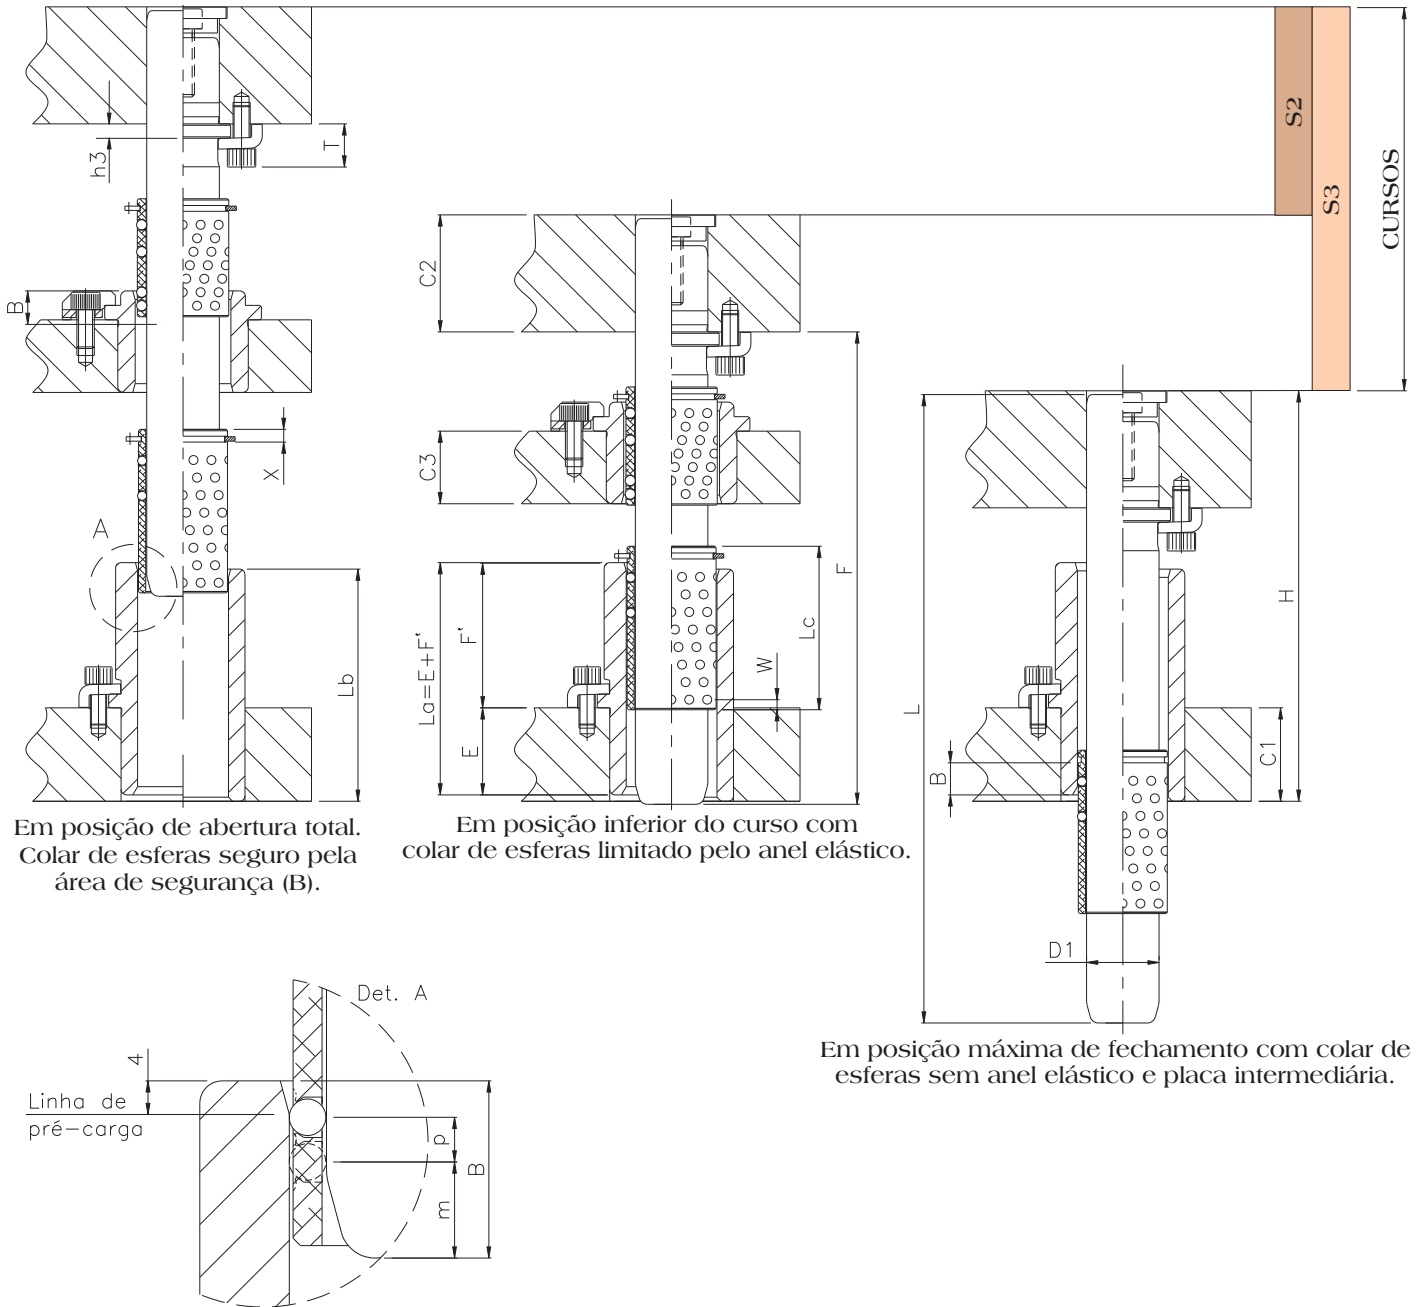 S2
S3
CURSOS
h3
T
B
X
A
Lb
C2
C3
F
La=E+F'
F'
E
Lc
W
L
H
B
C1
D1
Em posição de abertura total.
Colar de esferas seguro pela
área de segurança (B).
Em posição inferior do curso com
colar de esferas limitado pelo anel elástico.
Em posição máxima de fechamento com colar de
esferas sem anel elástico e placa intermediária.
Det. A
4
Linha de
pré-carga
p
B
m